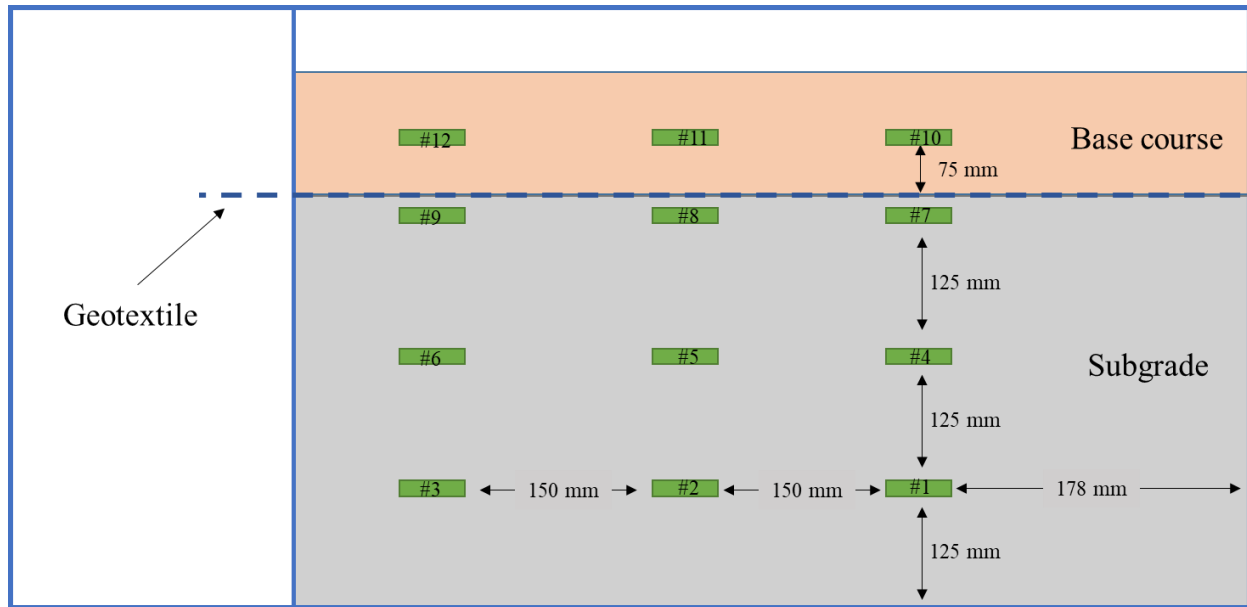 #12
#11
#10
Base course
75 mm
#9
#8
#7
125 mm
Geotextile
#6
#5
#4
Subgrade
125 mm
#3
150 mm
#2
150 mm
#1
178 mm
125 mm